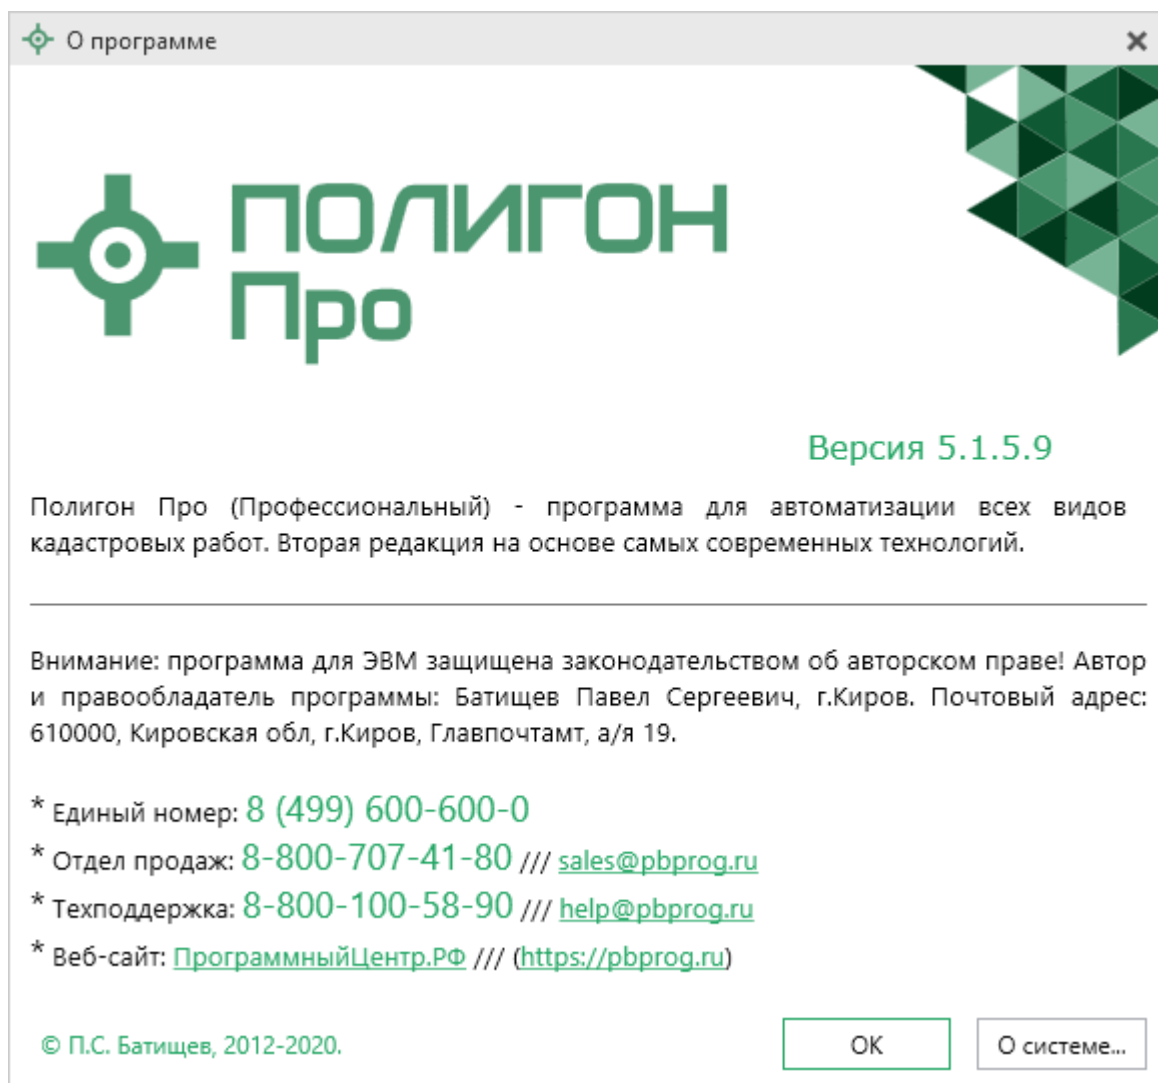 О программе
ПОЛИГОН
Про
Версия 5.1.5.9
Полигон Про (Профессиональный) - программа для автоматизации всех видов
кадастровых работ. Вторая редакция на основе самых современных технологий.
Внимание: программа для ЭВМ защищена законодательством об авторском праве! Автор
и правообладатель программы: Батищев Павел Сергеевич, г.Киров. Почтовый адрес:
610000, Кировская обл, г.Киров, Главпочтамт, а/я 19.
* Единый номер: 8 (499) 600-600-0
* Отдел продаж: 8-800-707-41-80 /// sales@pbprog.ru
* Техподдержка: 8-800-100-58-90 /// help@pbprog.ru
* Веб-сайт: ПрограммныйЦентр.РФ /// (https://pbprog.ru)
© П.С. Батищев, 2012-2020.
ОК
О системе...